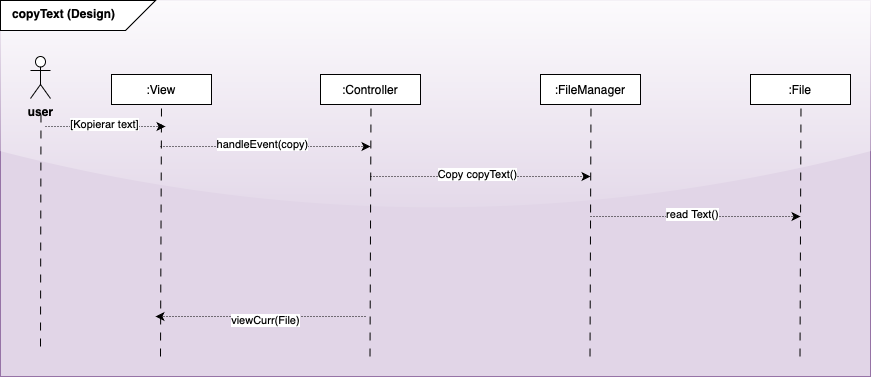 copyText (Design)
:View
:Controller
:FileManager
:File
user
[Kopierar text]
handleEvent(copy)
Copy copyText()
read Text()
viewCurr(File)